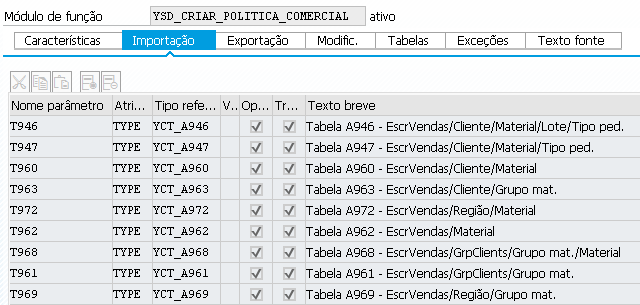 Módulo de função YSD_CRIAR_POLITICA_COMERCIAL ativo
Características Importação Exportação Modific. Tabelas Exceções Texto fonte
Nome parâmetro Atri... Tipo refe... V... Op... Tr... Texto breve
T946 TYPE YCT_A946 Tabela A946 - EscrVendas/Cliente/Material/Lote/Tipo ped.
T947 TYPE YCT_A947 Tabela A947 - EscrVendas/Cliente/Material/Tipo ped.
T960 TYPE YCT_A960 Tabela A960 - EscrVendas/Cliente/Material
T963 TYPE YCT_A963 Tabela A963 - EscrVendas/Cliente/Grupo mat.
T972 TYPE YCT_A972 Tabela A972 - EscrVendas/Região/Material
T962 TYPE YCT_A962 Tabela A962 - EscrVendas/Material
T968 TYPE YCT_A968 Tabela A968 - EscrVendas/GrpClients/Grupo mat./Material
T961 TYPE YCT_A961 Tabela A961 - EscrVendas/GrpClients/Grupo mat.
T969 TYPE YCT_A969 Tabela A969 - EscrVendas/Região/Grupo mat.